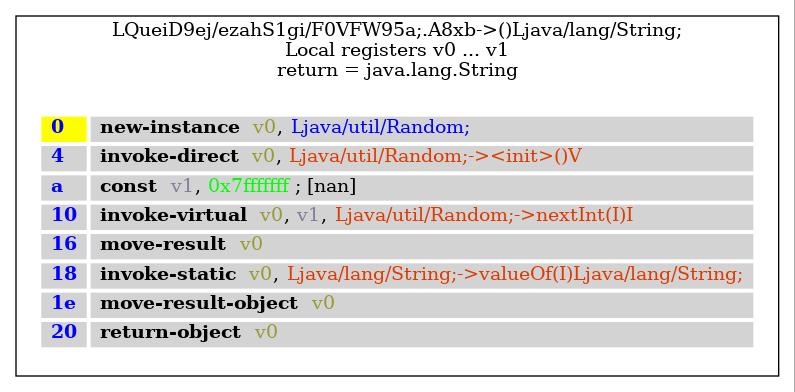 LQueiD9ej/ezahS1gi/F0VFW95a;.A8xb->()Ljava/lang/String;
Local registers v0 ... v1
return = java.lang.String
0 new-instance v0, Ljava/util/Random;
4 invoke-direct v0, Ljava/util/Random;-><init>()V
a const v1, 0x7fffffff ; [nan]
10 invoke-virtual v0, v1, Ljava/util/Random;->nextInt(I)I
16 move-result v0
18 invoke-static v0, Ljava/lang/String;->valueOf(I)Ljava/lang/String;
1e move-result-object v0
20 return-object v0